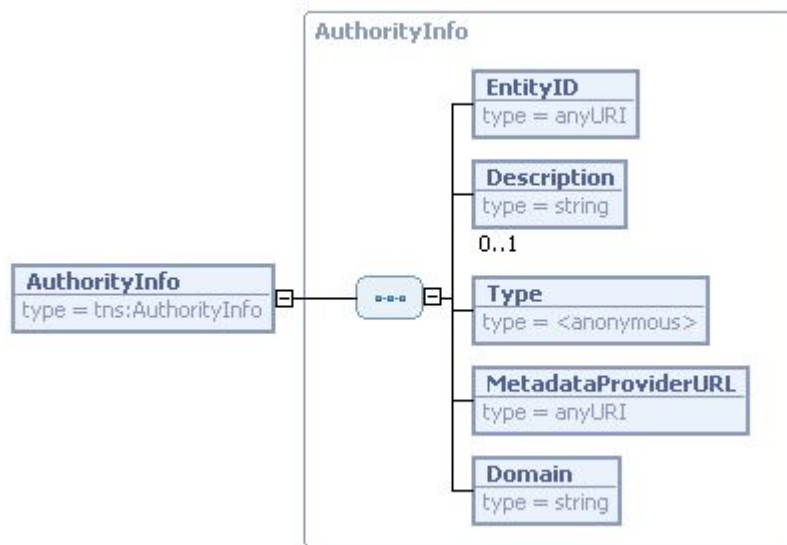 AuthorityInfo
EntityID
type = anyURI
Description
type = string
0..1
AuthorityInfo
type = tns:AuthorityInfo
Type
type = <anonymous>
MetadataProviderURL
type = anyURI
Domain
type = string